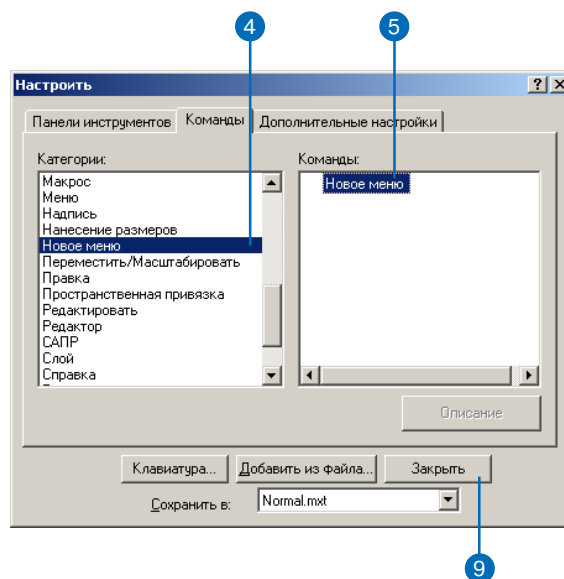 4 5
Настроить
Панели инструментов Команды Дополнительные настройки
Категории: Команды:
Макрос
Меню
Надпись
Нанесение размеров
Новое меню
Переместить/Масштабировать
Правка
Пространственная привязка
Редактировать
Редактор
САПР
Слой
Справка
Новое меню
Описание
Клавиатура... Добавить из файла... Закрыть
Сохранить в: Normal.mxt
9